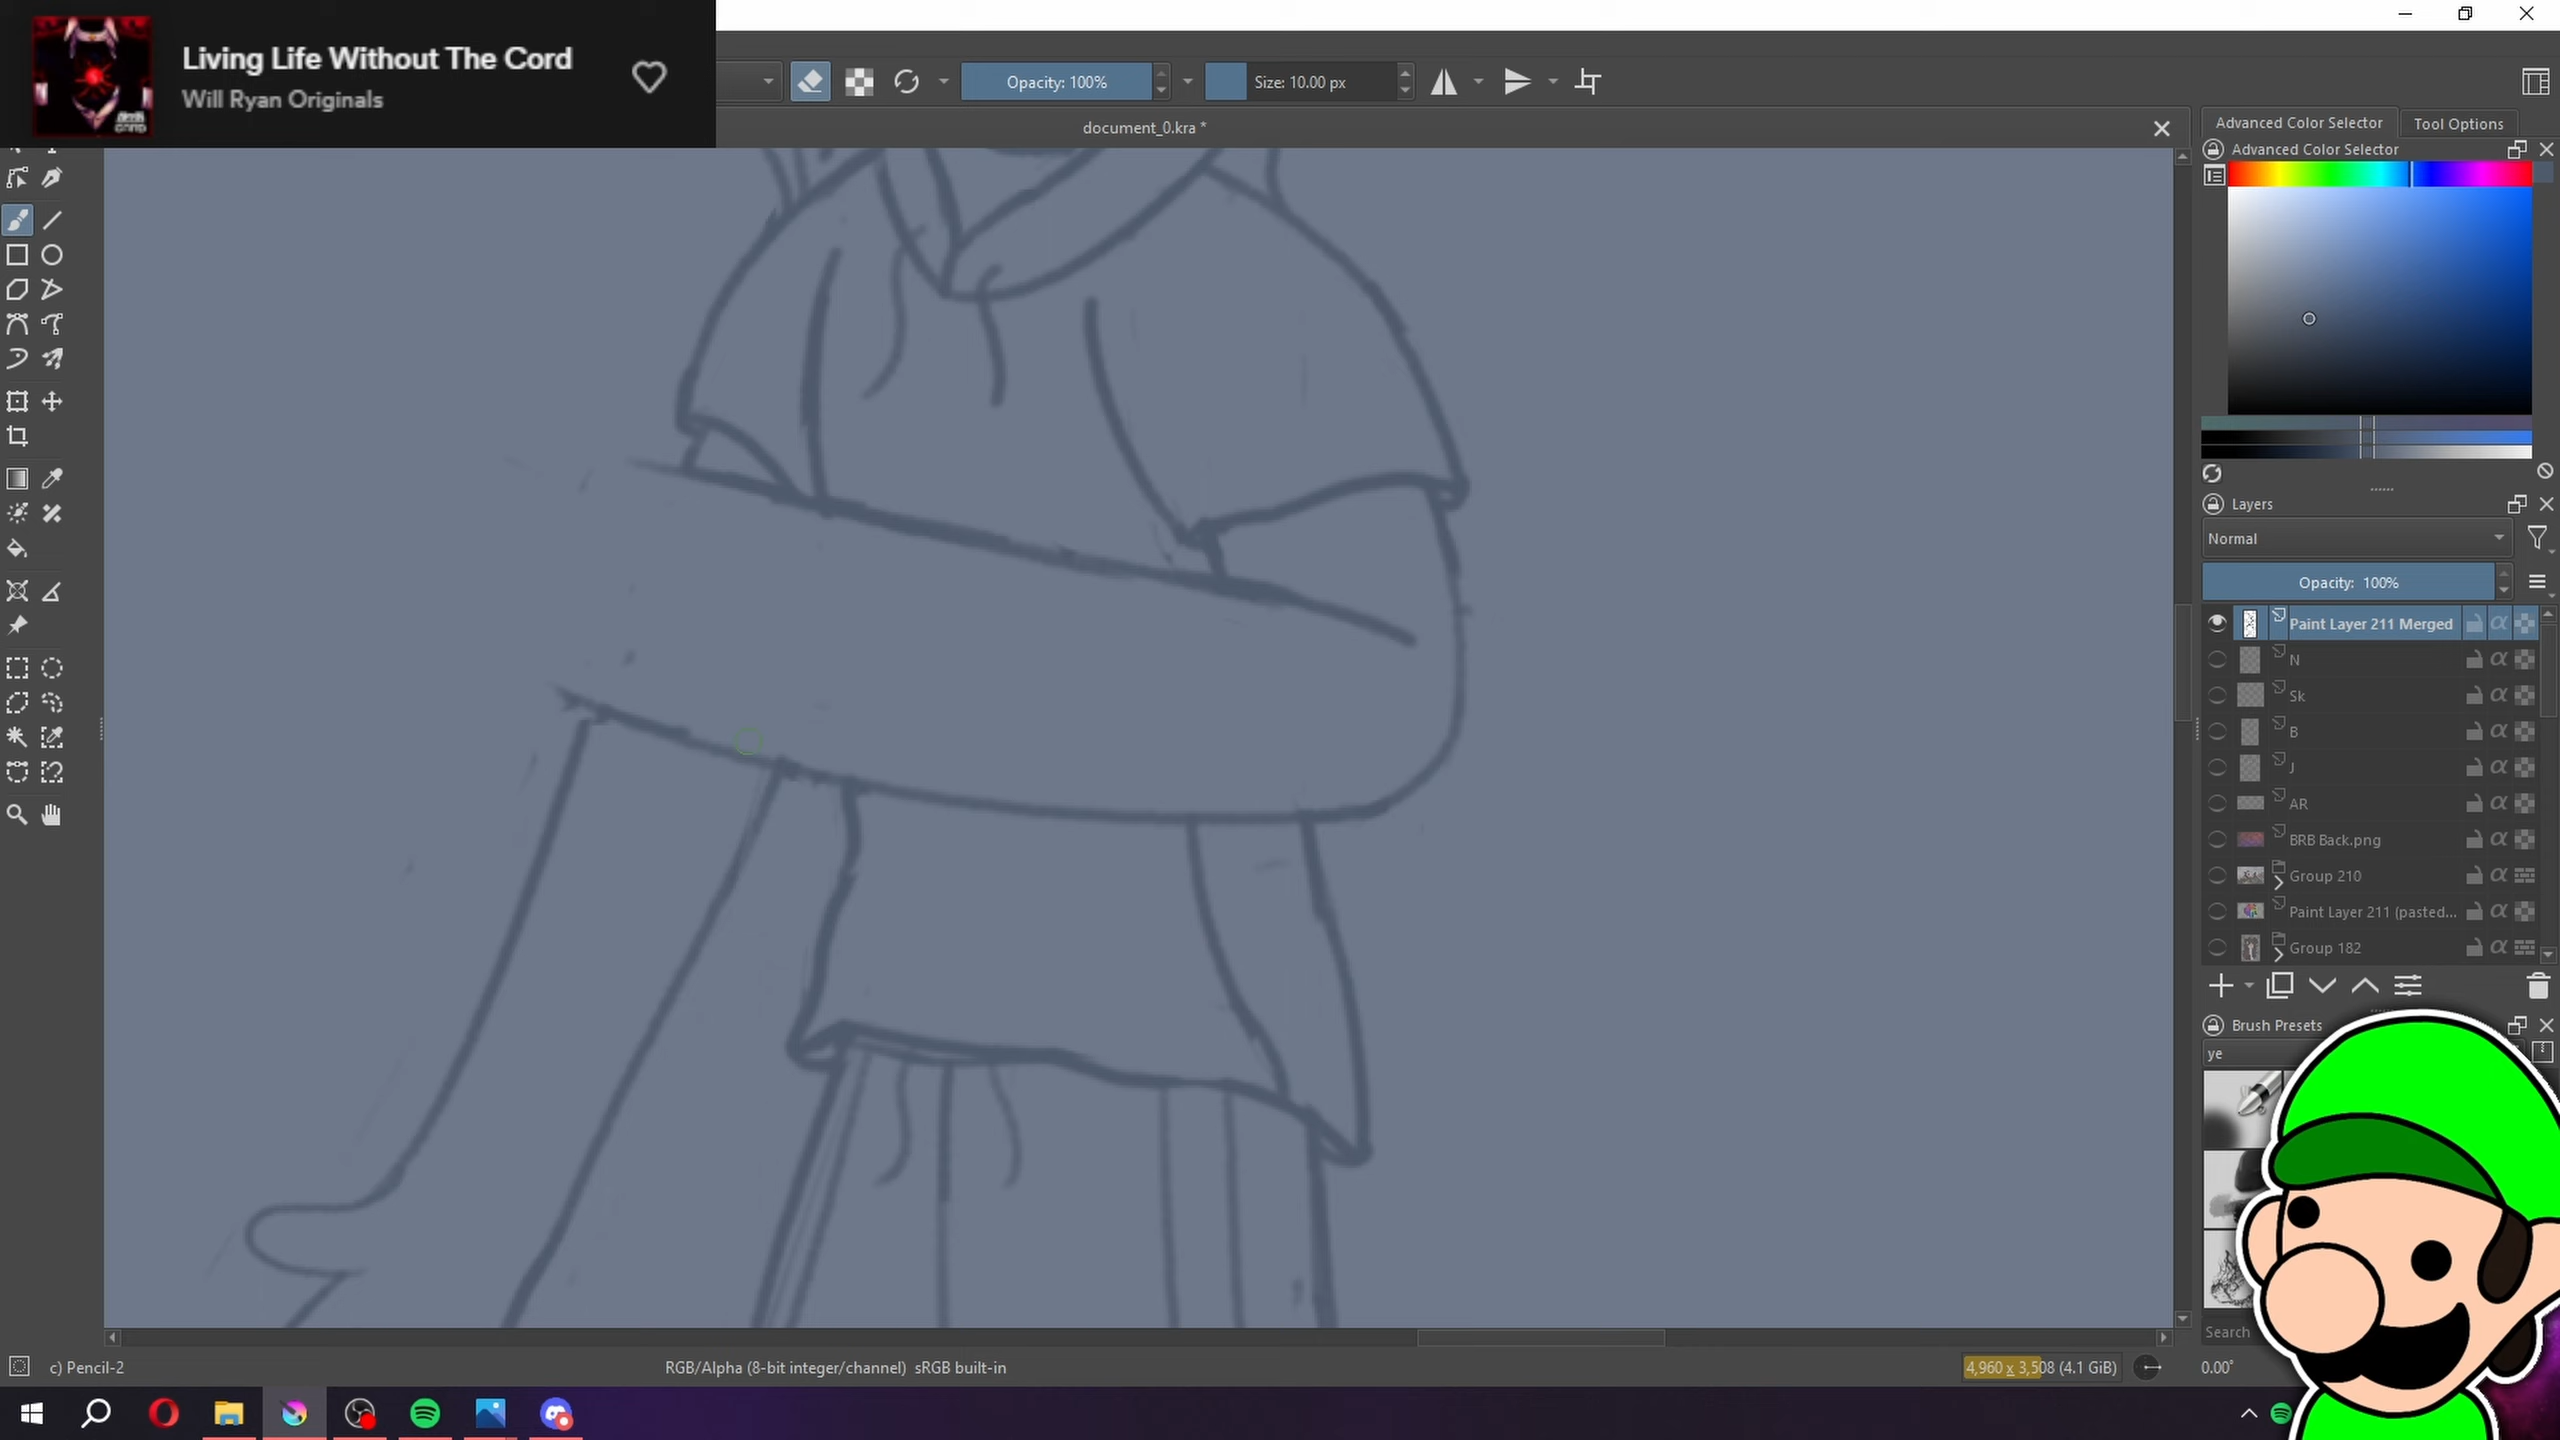 Living Life Without The Cord
Will Ryan Originals
Opacity: 100%
Size: 10.00 px
document_0.kra *
Advanced Color Selector
Tool Options
Advanced Color Selector
Layers
Normal
Opacity: 100%
Paint Layer 211 Merged
N
Sk
B
J
AR
BRB Back.png
Group 210
Paint Layer 211 (pasted...
Group 182
Brush Presets
ye
Search
c) Pencil-2
RGB/Alpha (8-bit integer/channel) sRGB built-in
4,960 x 3,508 (4.1 GiB)
0.00°